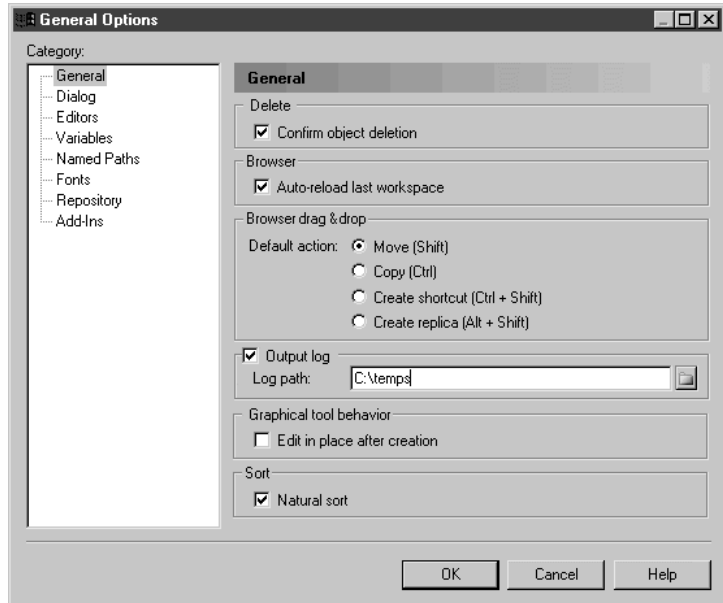 General Options
Category:
General
Dialog
Editors
Variables
Named Paths
Fonts
Repository
Add-Ins
General
Delete
Confirm object deletion
Browser
Auto-reload last workspace
Browser drag & drop
Default action: Move (Shift)
Copy (Ctrl)
Create shortcut (Ctrl + Shift)
Create replica (Alt + Shift)
Output log
Log path: C:\temps
Graphical tool behavior
Edit in place after creation
Sort
Natural sort
OK Cancel Help